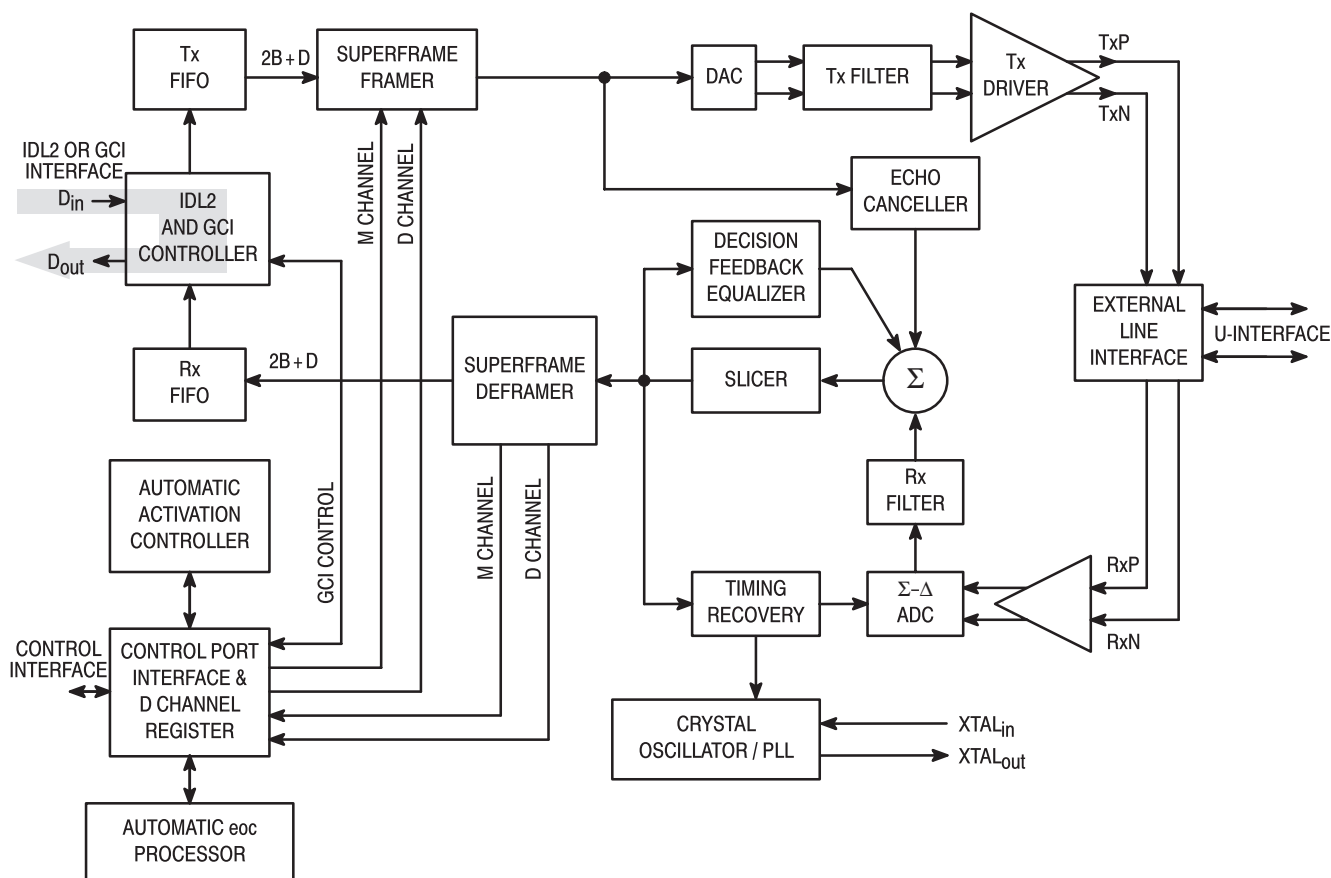 Tx
FIFO
2B+D
SUPERFRAME
FRAMER
DAC
Tx FILTER
Tx
DRIVER
TxP
TxN
IDL2 OR GCI
INTERFACE
Din
IDL2
AND GCI
CONTROLLER
Dout
M CHANNEL
D CHANNEL
ECHO
CANCELLER
DECISION
FEEDBACK
EQUALIZER
EXTERNAL
LINE
INTERFACE
U-INTERFACE
Rx
FIFO
2B+D
SUPERFRAME
DEFRAMER
SLICER
Σ
AUTOMATIC
ACTIVATION
CONTROLLER
GCI CONTROL
M CHANNEL
D CHANNEL
Rx
FILTER
TIMING
RECOVERY
Σ–Δ
ADC
RxP
RxN
CONTROL
INTERFACE
CONTROL PORT
INTERFACE &
D CHANNEL
REGISTER
CRYSTAL
OSCILLATOR / PLL
XTALin
XTALout
AUTOMATIC eoc
PROCESSOR